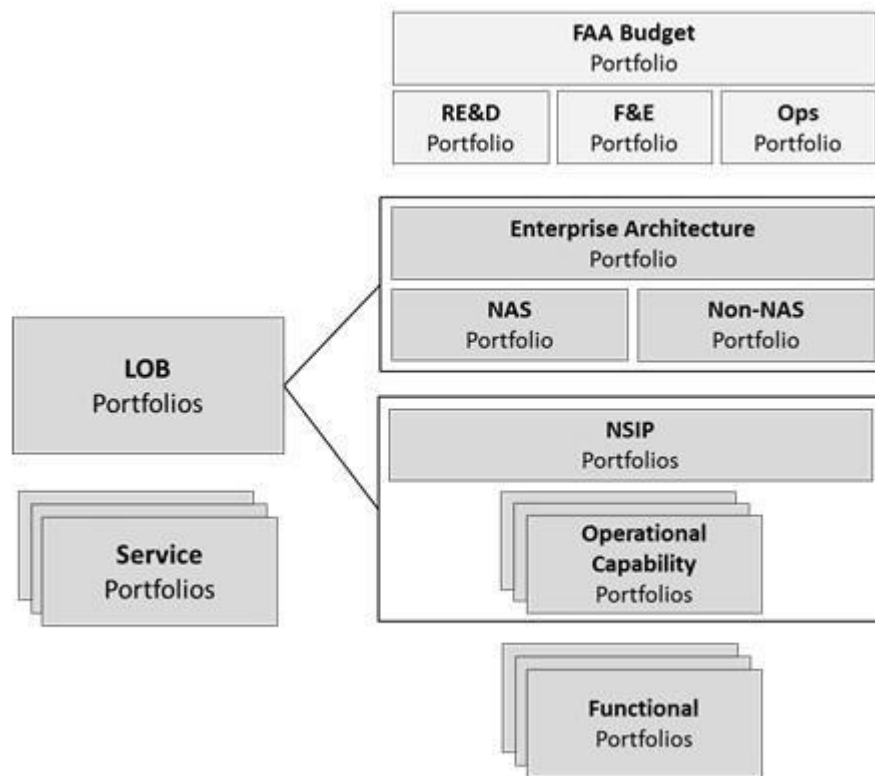 FAA Budget
Portfolio
RE&D
Portfolio
F&E
Portfolio
Ops
Portfolio
Enterprise Architecture
Portfolio
NAS
Portfolio
Non-NAS
Portfolio
LOB
Portfolios
NSIP
Portfolios
Service
Portfolios
Operational
Capability
Portfolios
Functional
Portfolios